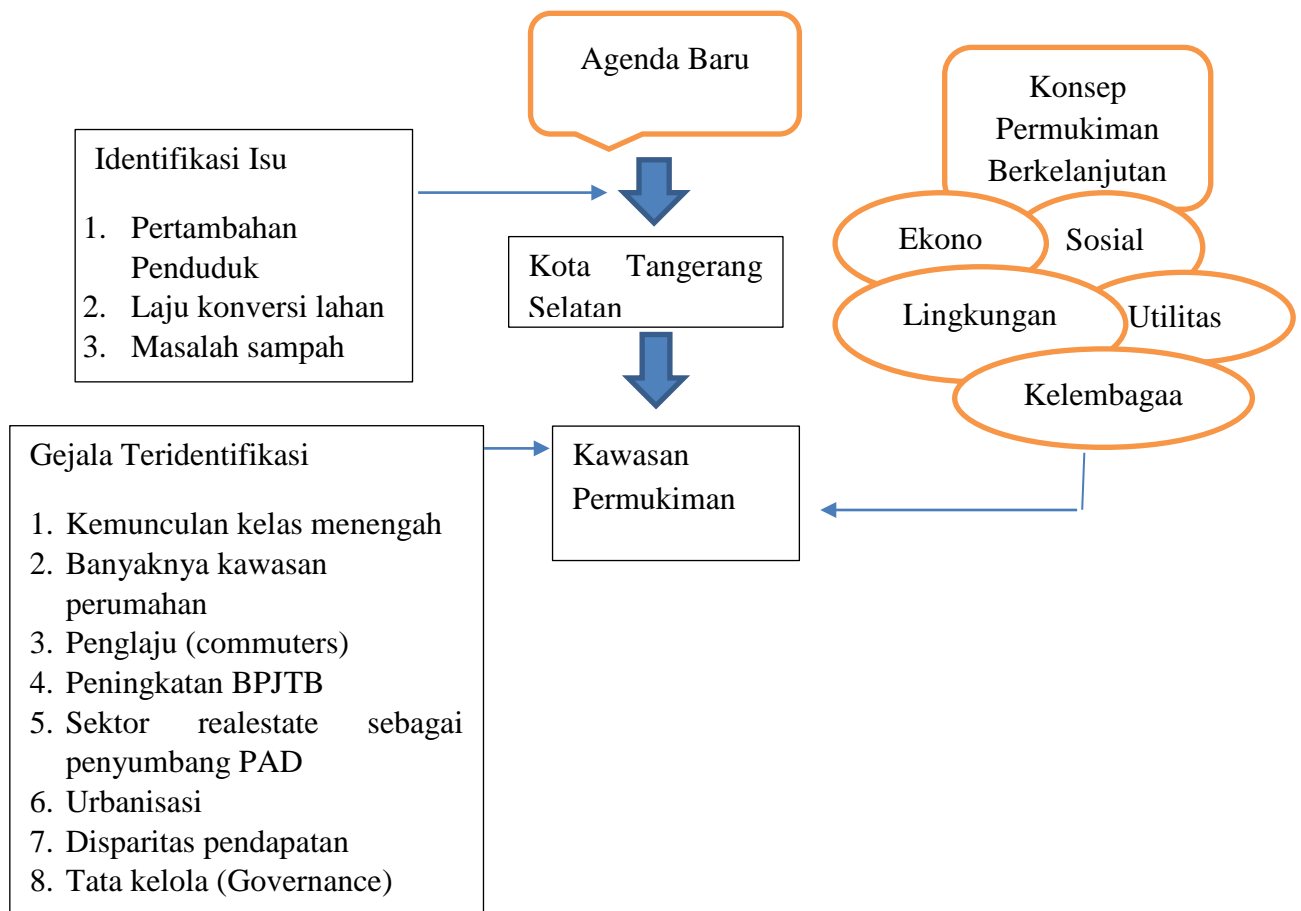 Agenda Baru
Konsep
Permukiman
Berkelanjutan
Identifikasi Isu
1. Pertambahan
Penduduk
2. Laju konversi lahan
3. Masalah sampah
Kota Tangerang
Selatan
Ekono
Sosial
Lingkungan
Utilitas
Kelembagaa
Gejala Teridentifikasi
1. Kemunculan kelas menengah
2. Banyaknya kawasan
perumahan
3. Penglaju (commuters)
4. Peningkatan BPJTB
5. Sektor realestate sebagai
penyumbang PAD
6. Urbanisasi
7. Disparitas pendapatan
8. Tata kelola (Governance)
Kawasan
Permukiman